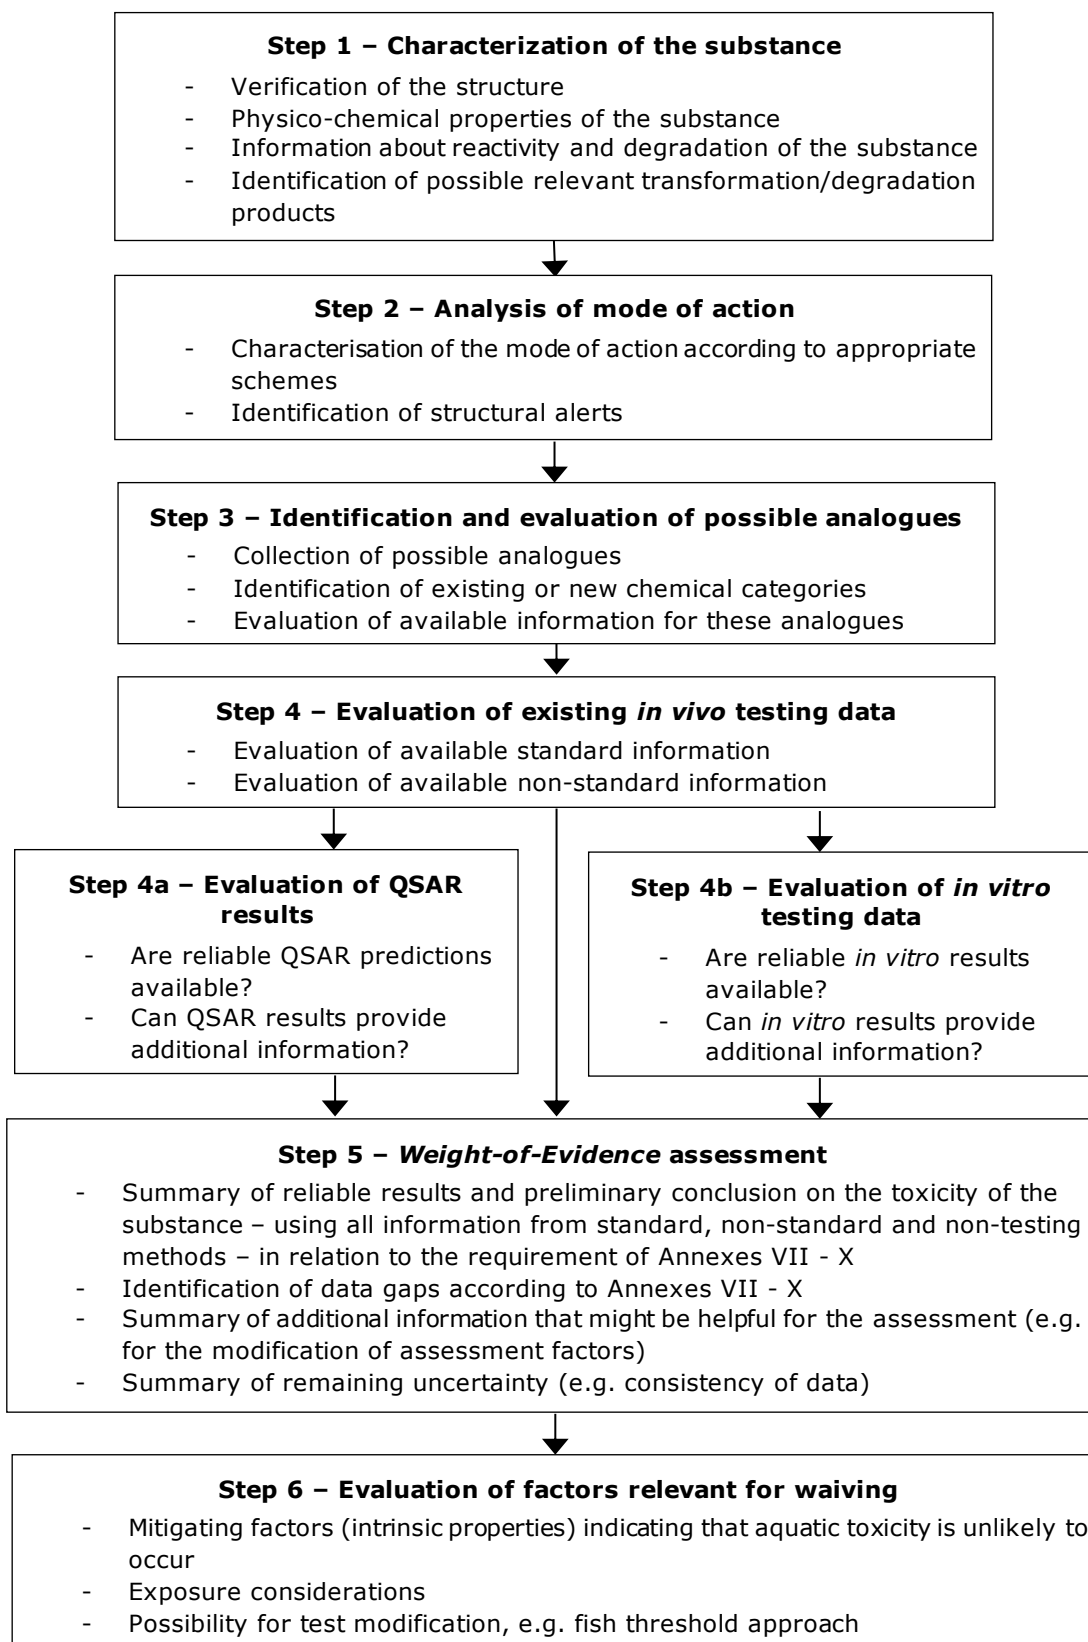 Step 1 – Characterization of the substance
- Verification of the structure
- Physico-chemical properties of the substance
- Information about reactivity and degradation of the substance
- Identification of possible relevant transformation/degradation
products
Step 2 – Analysis of mode of action
- Characterisation of the mode of action according to appropriate
schemes
- Identification of structural alerts
Step 3 – Identification and evaluation of possible analogues
- Collection of possible analogues
- Identification of existing or new chemical categories
- Evaluation of available information for these analogues
Step 4 – Evaluation of existing in vivo testing data
- Evaluation of available standard information
- Evaluation of available non-standard information
Step 4a – Evaluation of QSAR
results
- Are reliable QSAR predictions
available?
- Can QSAR results provide
additional information?
Step 4b – Evaluation of in vitro
testing data
- Are reliable in vitro results
available?
- Can in vitro results provide
additional information?
Step 5 – Weight-of-Evidence assessment
- Summary of reliable results and preliminary conclusion on the toxicity of the
substance – using all information from standard, non-standard and non-testing
methods – in relation to the requirement of Annexes VII - X
- Identification of data gaps according to Annexes VII - X
- Summary of additional information that might be helpful for the assessment (e.g.
for the modification of assessment factors)
- Summary of remaining uncertainty (e.g. consistency of data)
Step 6 – Evaluation of factors relevant for waiving
- Mitigating factors (intrinsic properties) indicating that aquatic toxicity is unlikely to
occur
- Exposure considerations
- Possibility for test modification, e.g. fish threshold approach